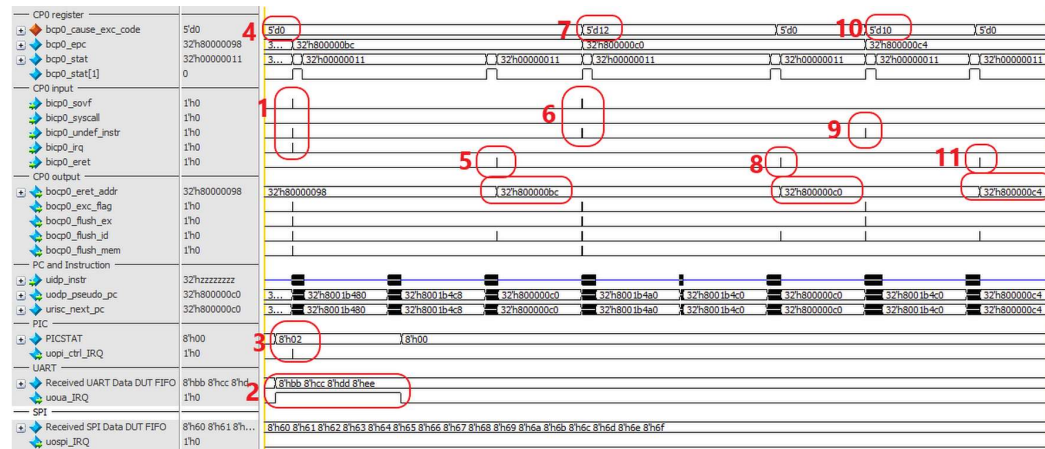 CP0 register
bcp0_cause_exc_code 5'd0 4 5'd0 7 5'd12 5'd0 10 5'd10 5'd0
bcp0_epc 32'h80000098 3... 32'h800000bc 32'h800000c0 32'h800000c4
bcp0_stat 32'h00000011 3... 32'h00000011 32'h00000011 32'h00000011 32'h00000011 32'h00000011 32'h00000011
bcp0_stat[1] 0
CP0 input
bicp0_sovf 1'h0 1 6
bicp0_syscall 1'h0
bicp0_undef_instr 1'h0 9
bicp0_irq 1'h0
bicp0_eret 1'h0 5 8 11
CP0 output
bocp0_eret_addr 32'h80000098 32'h80000098 32'h800000bc 32'h800000c0 32'h800000c4
bocp0_exc_flag 1'h0
bocp0_flush_ex 1'h0
bocp0_flush_id 1'h0
bocp0_flush_mem 1'h0
PC and Instruction
uidp_instr 32'hzzzzzzzz
uodp_pseudo_pc 32'h800000c0 3... 32'h8001b480 32'h8001b4c8 32'h800000c0 32'h8001b4a0 32'h8001b4c0 32'h800000c0 32'h8001b4c0 32'h8001b4c0 32'h800000c4
urisc_next_pc 32'h800000c0 3... 32'h8001b480 32'h8001b4c8 32'h800000c0 32'h8001b4a0 32'h8001b4c0 32'h800000c0 32'h8001b4c0 32'h8001b4c0 32'h800000c4
PIC
PICSTAT 8'h00 3 8'h02 8'h00
uopi_ctrl_IRQ 1'h0
UART
Received UART Data DUT FIFO 8'hbb 8'hcc 8'hd... 8'hbb 8'hcc 8'hdd 8'hee
uoua_IRQ 1'h0 2
SPI
Received SPI Data DUT FIFO 8'h60 8'h61 8'h... 8'h60 8'h61 8'h62 8'h63 8'h64 8'h65 8'h66 8'h67 8'h68 8'h69 8'h6a 8'h6b 8'h6c 8'h6d 8'h6e 8'h6f
uospi_IRQ 1'h0